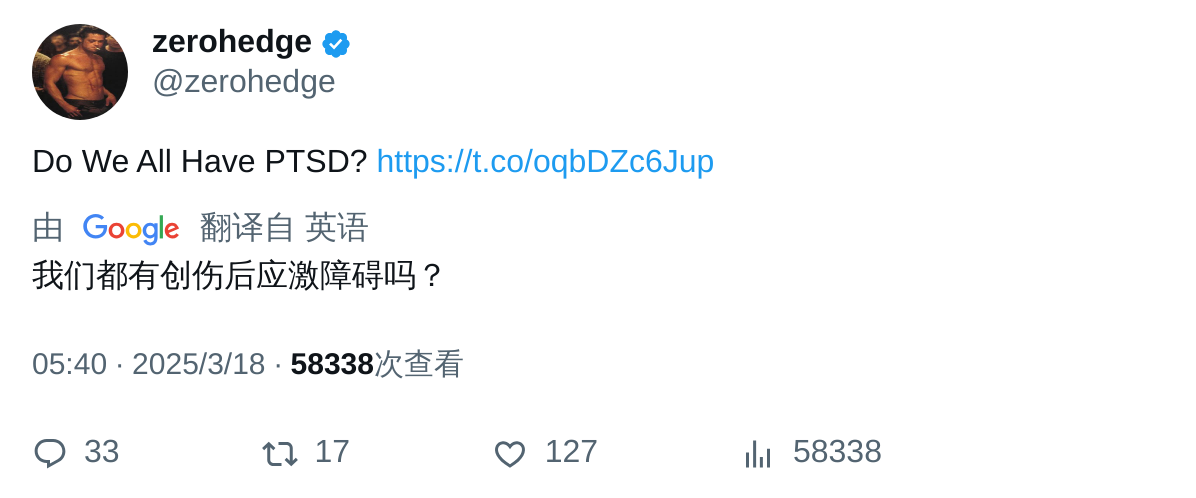 zerohedge
@zerohedge
Do We All Have PTSD? https://t.co/oqbDZc6Jup
由 Google 翻译自 英语
我们都有创伤后应激障碍吗？
05:40 · 2025/3/18 · 58338次查看
33 17 127 58338